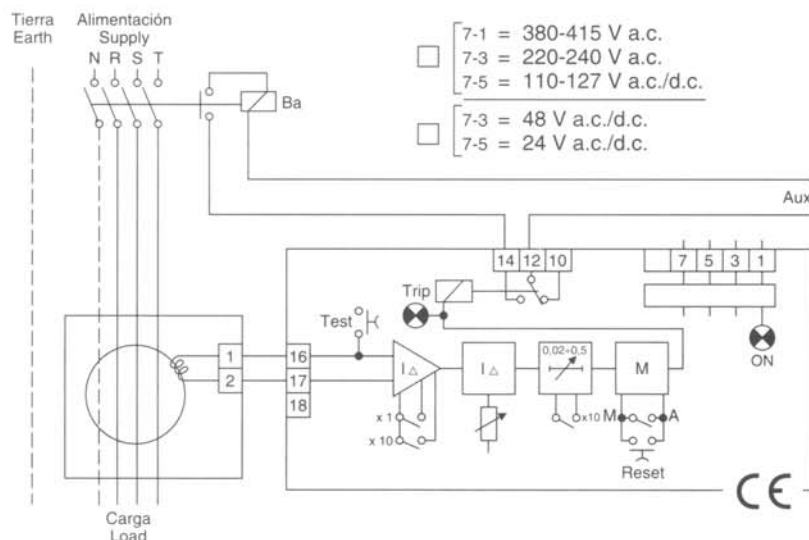 Tierra
Earth
Alimentación
Supply
N R S T
Ba
7-1 = 380-415 V a.c.
7-3 = 220-240 V a.c.
7-5 = 110-127 V a.c./d.c.
7-3 = 48 V a.c./d.c.
7-5 = 24 V a.c./d.c.
Aux
14 12 10
7 5 3 1
Trip
Test
ON
1
2
16
17
18
I △
I △
0,02÷0,5
M
x 1
x 10
x10
M
A
Reset
CE
Carga
Load